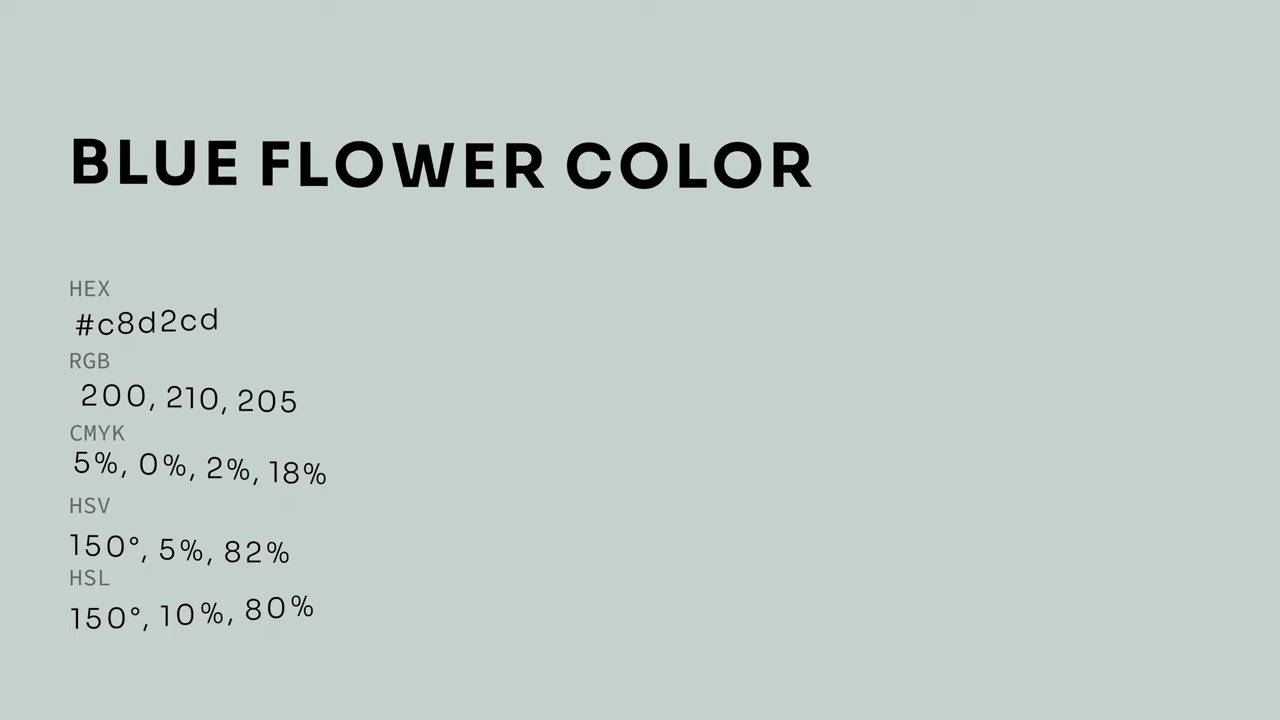 BLUE FLOWER COLOR
HEX
#c8d2cd
RGB
200, 210, 205
CMYK
5%, 0%, 2%, 18%
HSV
150°, 5%, 82%
HSL
150°, 10%, 80%